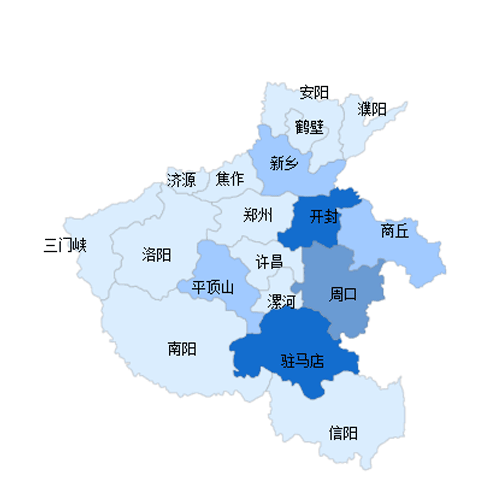 安阳
濮阳
鹤壁
新乡
济源
焦作
郑州
开封
商丘
三门峡
洛阳
许昌
平顶山
周口
漯河
南阳
驻马店
信阳